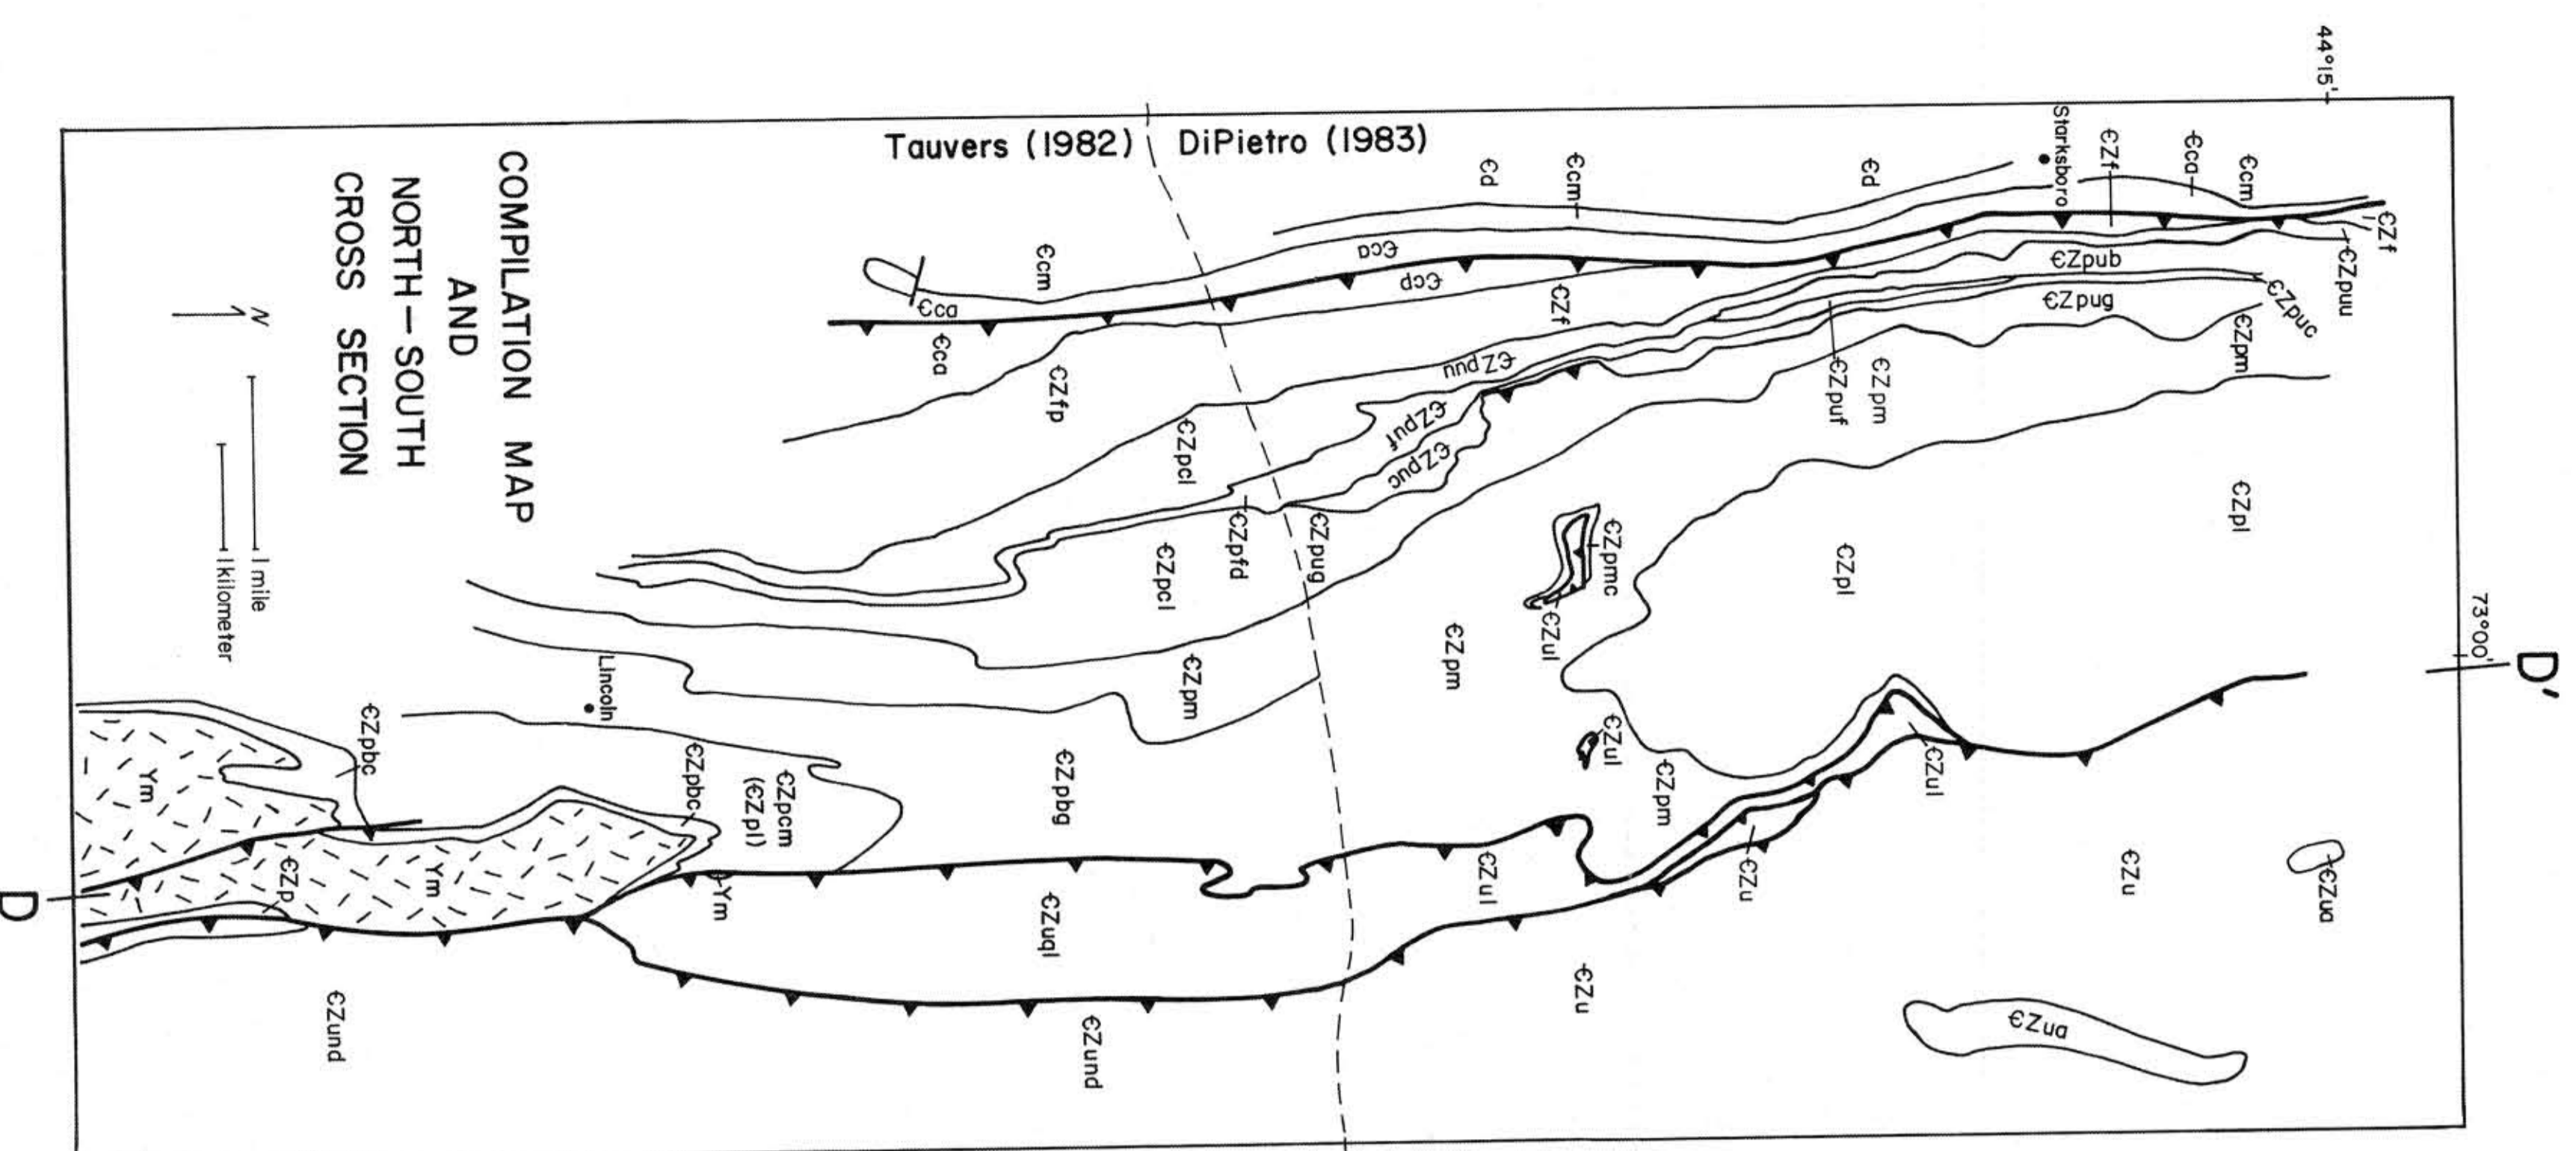 COMPILATION MAP
AND
NORTH—SOUTH
CROSS SECTION
N
1 mile
1 kilometer
Tauvers (1982)
DiPietro (1983)
44°15'
73°00'
D'
D
Starksboro
Lincoln
Єd
Єcm
Єd
ЄZf
Єca
Єcm
ЄZf
ЄZpuu
ЄZpub
ЄZpuc
ЄZpug
ЄZpm
Єcm
Єca
Єcp
Єca
Єca
ЄZf
ЄZpuu
ЄZpuf
ЄZpm
ЄZfp
ЄZpcl
ЄZpuf
ЄZpuc
ЄZpfd
ЄZpug
ЄZpcl
ЄZpmc
ЄZul
ЄZpl
ЄZpl
ЄZpm
ЄZpm
ЄZul
ЄZpm
ЄZul
ЄZpbc
Ym
ЄZpbc
ЄZpcm
(ЄZpl)
ЄZpbg
ЄZp
Ym
Ym
ЄZuql
ЄZul
ЄZu
ЄZu
ЄZua
ЄZund
ЄZund
ЄZu
ЄZua